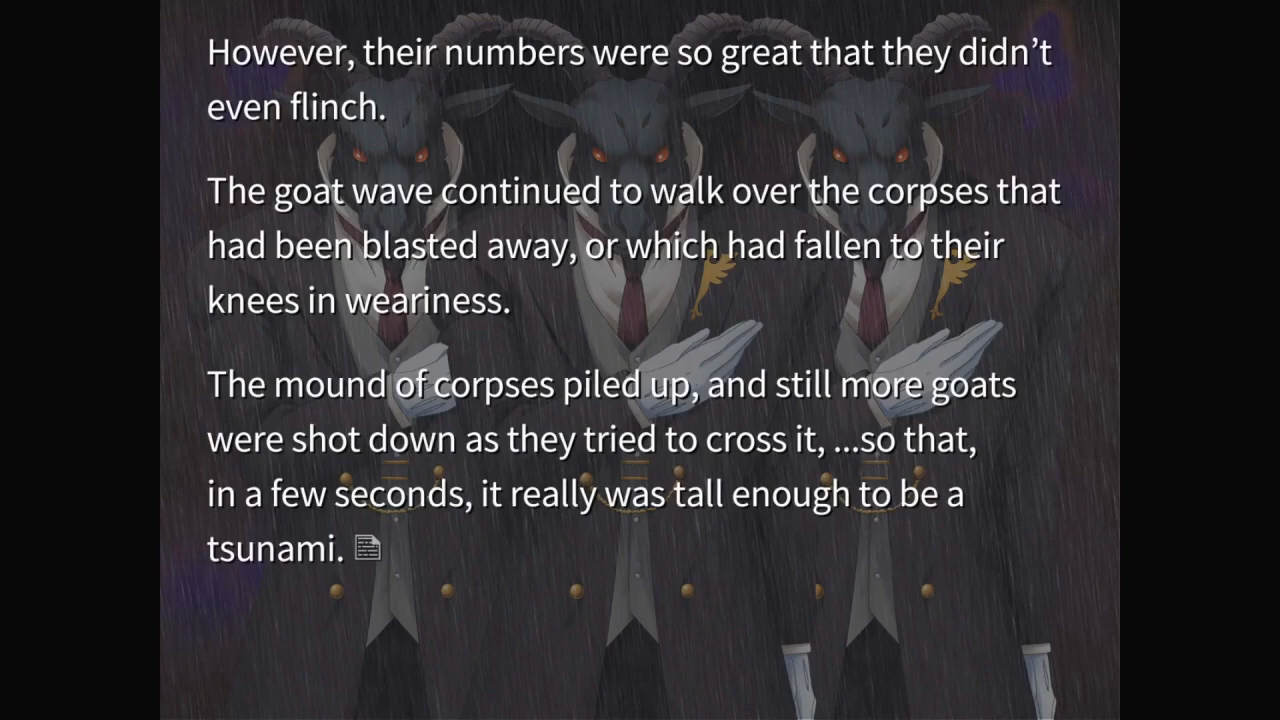 However, their numbers were so great that they didn’t
even flinch.
The goat wave continued to walk over the corpses that
had been blasted away, or which had fallen to their
knees in weariness.
The mound of corpses piled up, and still more goats
were shot down as they tried to cross it, ...so that,
in a few seconds, it really was tall enough to be a
tsunami.